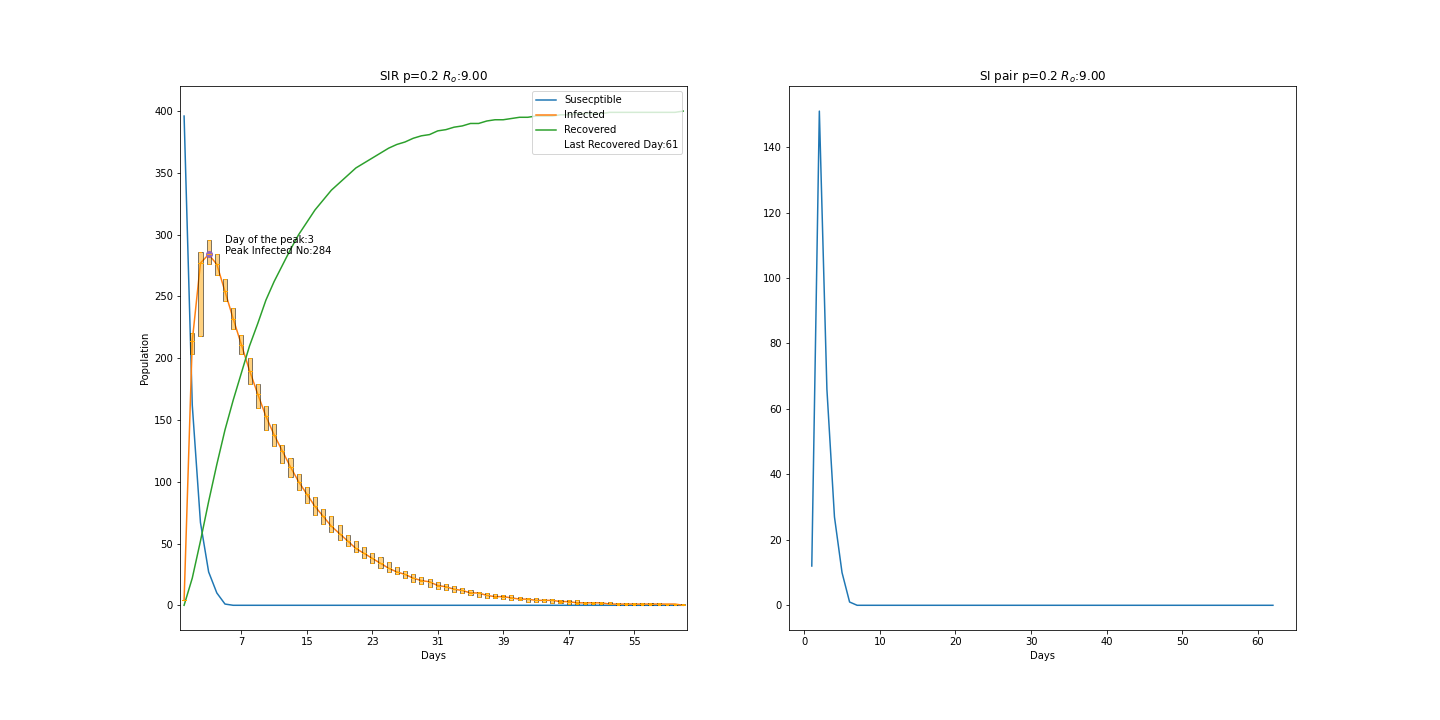 SIR p=0.2 Rₒ:9.00
Susecptible
Infected
Recovered
Last Recovered Day:61
Day of the peak:3
Peak Infected No:284
Population
400
350
300
250
200
150
100
50
0
7 15 23 31 39 47 55
Days
SI pair p=0.2 Rₒ:9.00
140
120
100
80
60
40
20
0
0 10 20 30 40 50 60
Days